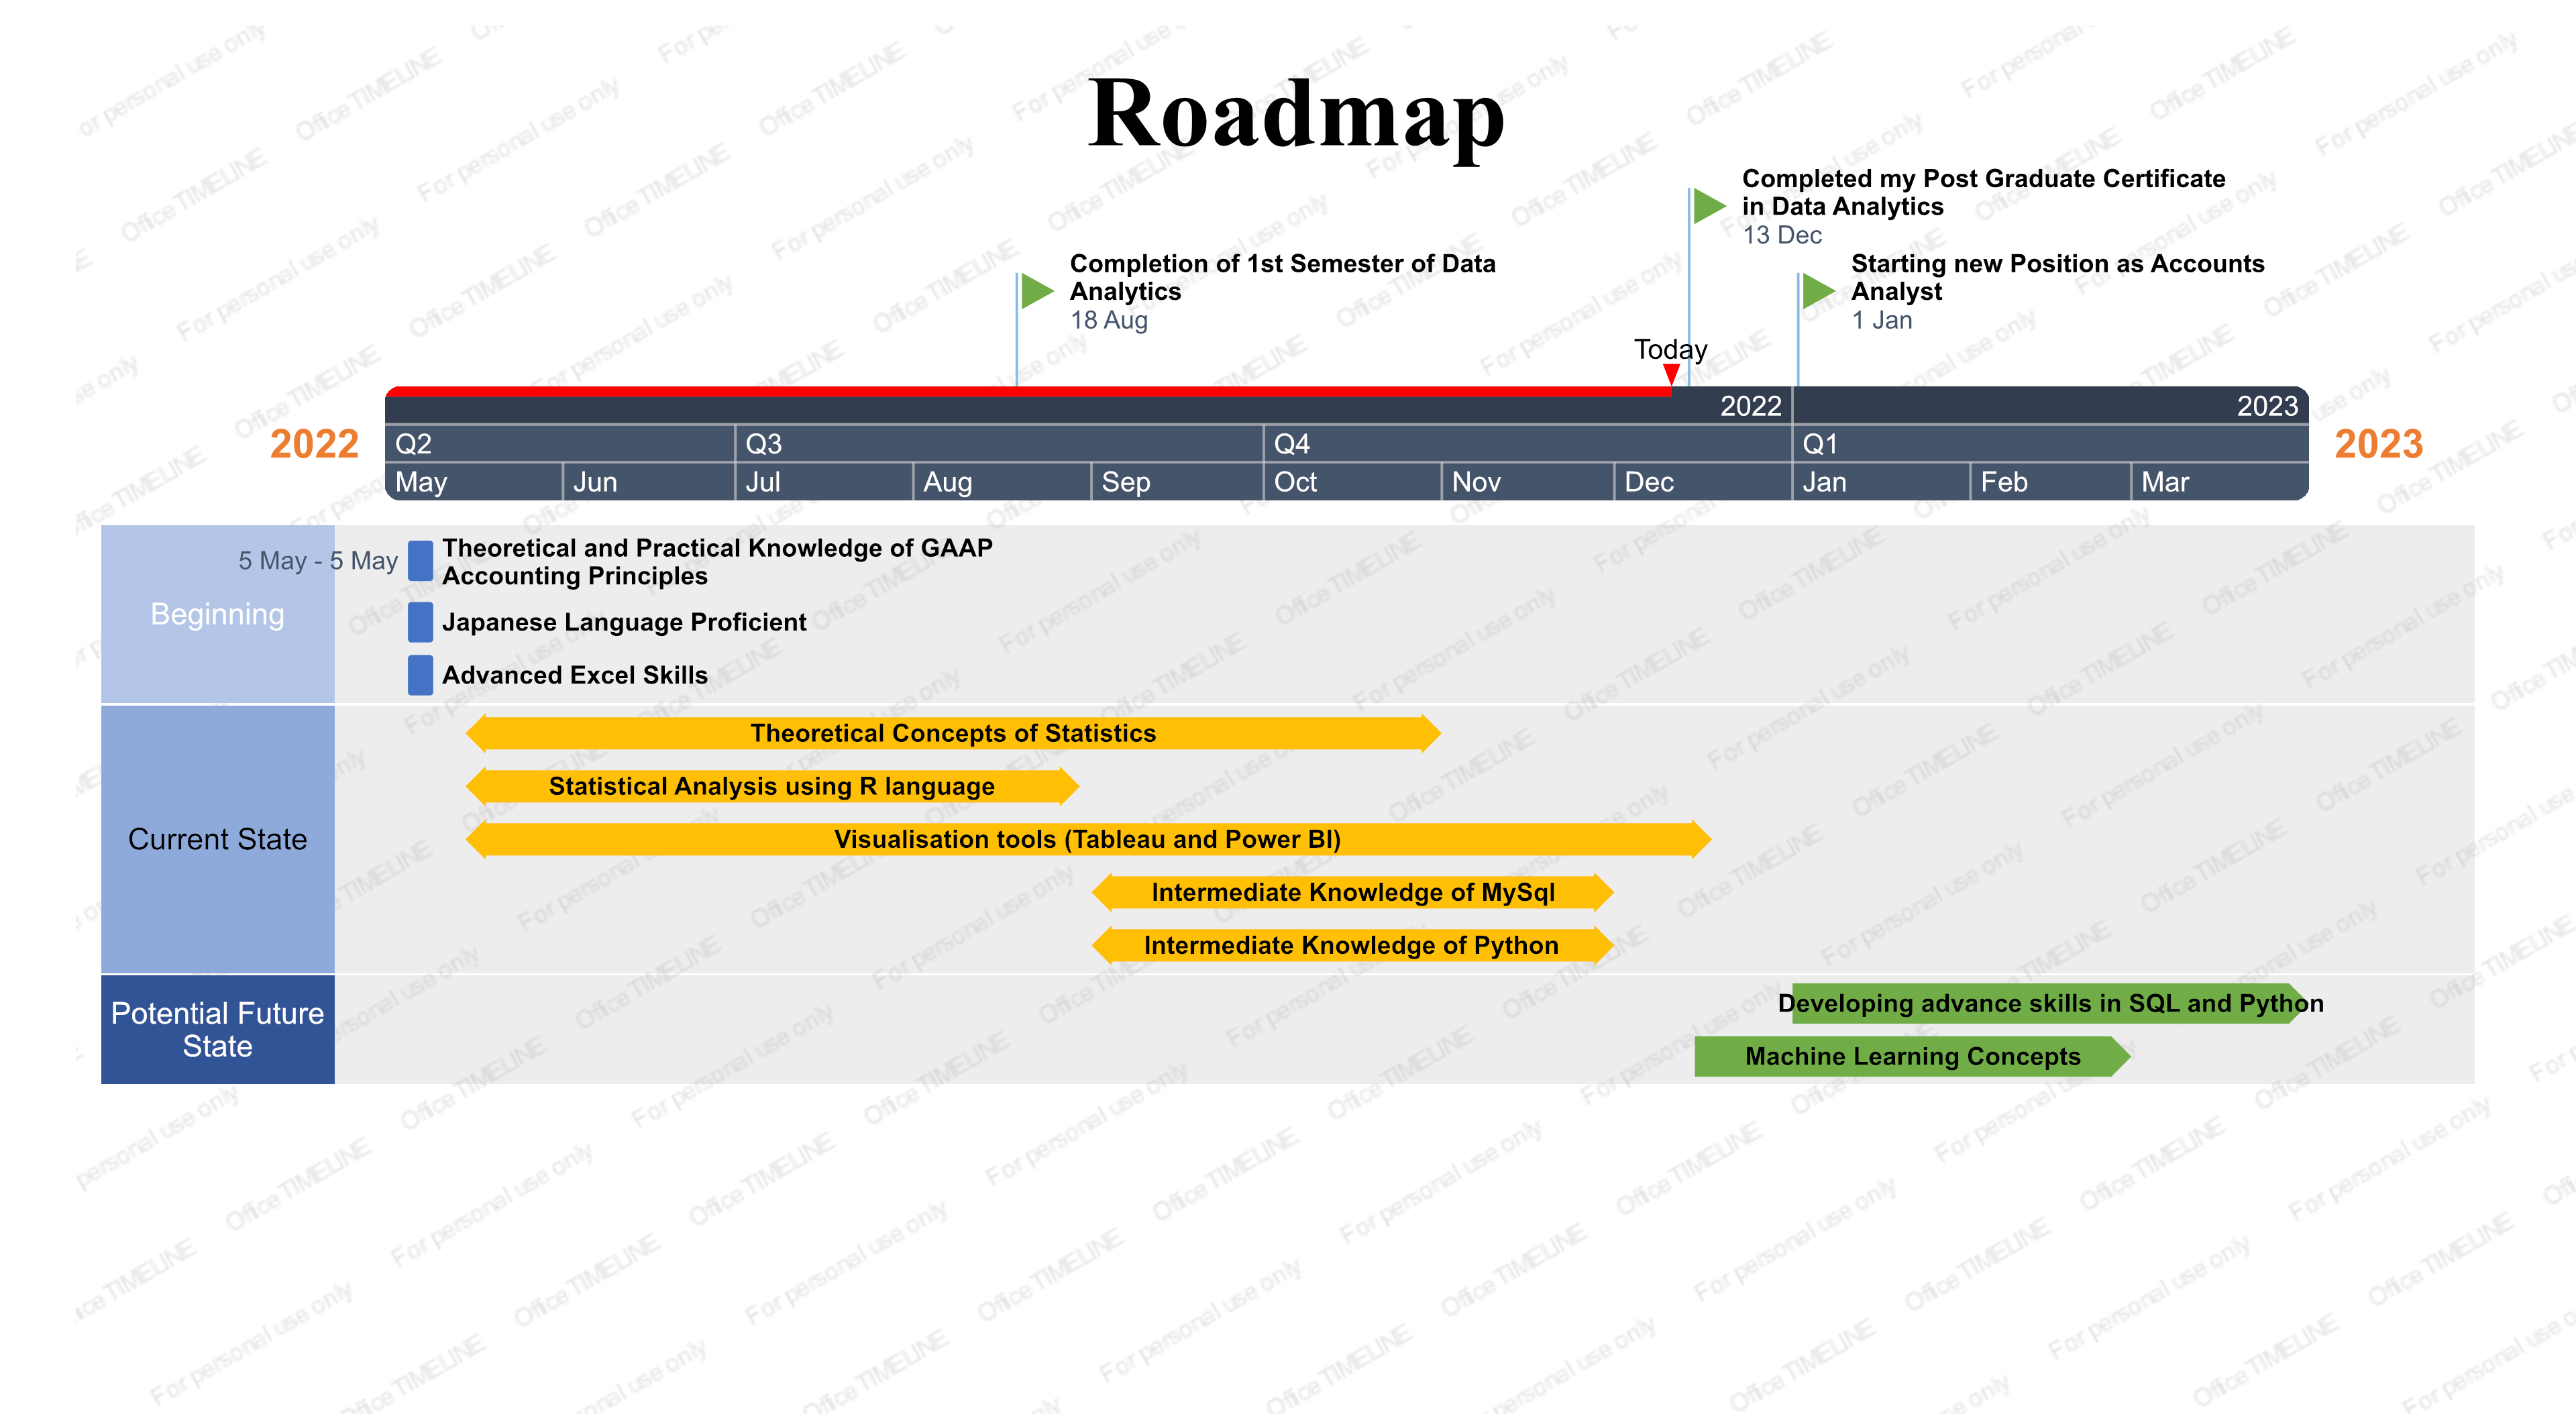 Roadmap
Completed my Post Graduate Certificate
in Data Analytics
13 Dec
Completion of 1st Semester of Data
Analytics
18 Aug
Starting new Position as Accounts
Analyst
1 Jan
Today
2022 2023
2022 Q2 Q3 Q4 Q1 2023
May Jun Jul Aug Sep Oct Nov Dec Jan Feb Mar
Beginning
5 May - 5 May
Theoretical and Practical Knowledge of GAAP
Accounting Principles
Japanese Language Proficient
Advanced Excel Skills
Current State
Theoretical Concepts of Statistics
Statistical Analysis using R language
Visualisation tools (Tableau and Power BI)
Intermediate Knowledge of MySql
Intermediate Knowledge of Python
Potential Future
State
Developing advance skills in SQL and Python
Machine Learning Concepts
For personal use only
Office TIMELINE